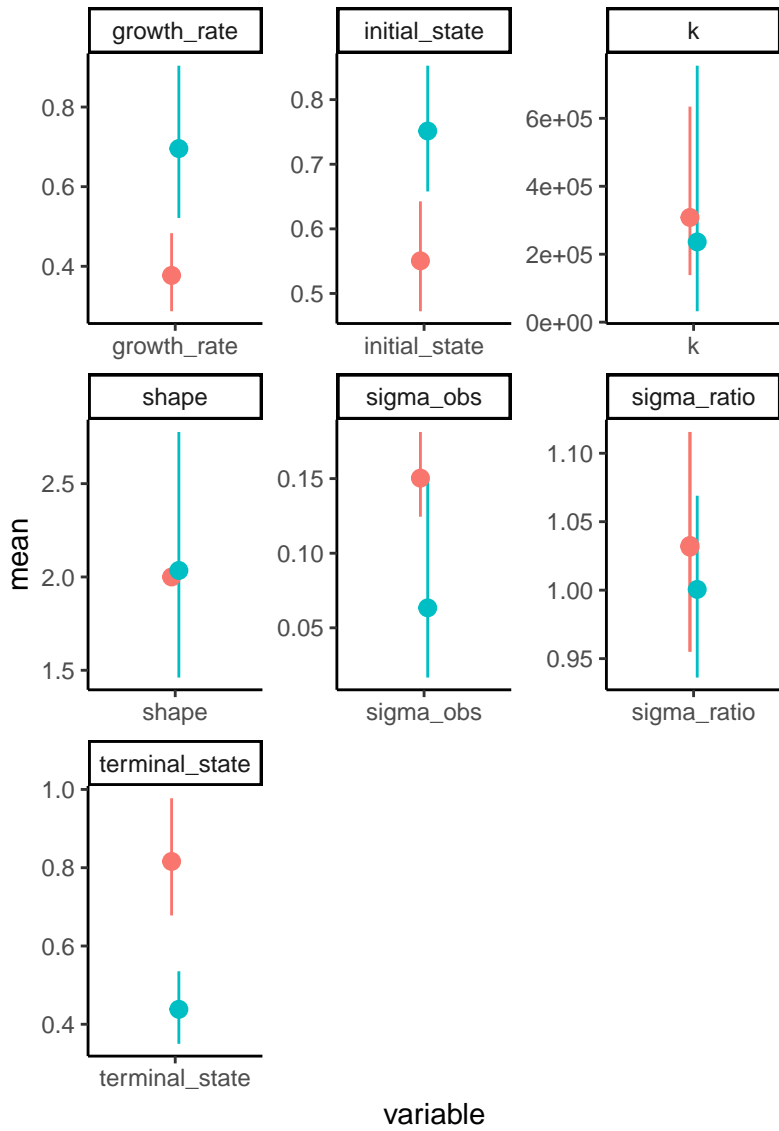 growth_rate
0.8
0.6
0.4
growth_rate
initial_state
0.8
0.7
0.6
0.5
initial_state
k
6e+05
4e+05
2e+05
0e+00
k
shape
2.5
2.0
1.5
shape
sigma_obs
0.15
0.10
0.05
sigma_obs
sigma_ratio
1.10
1.05
1.00
0.95
sigma_ratio
terminal_state
1.0
0.8
0.6
0.4
terminal_state
mean
variable